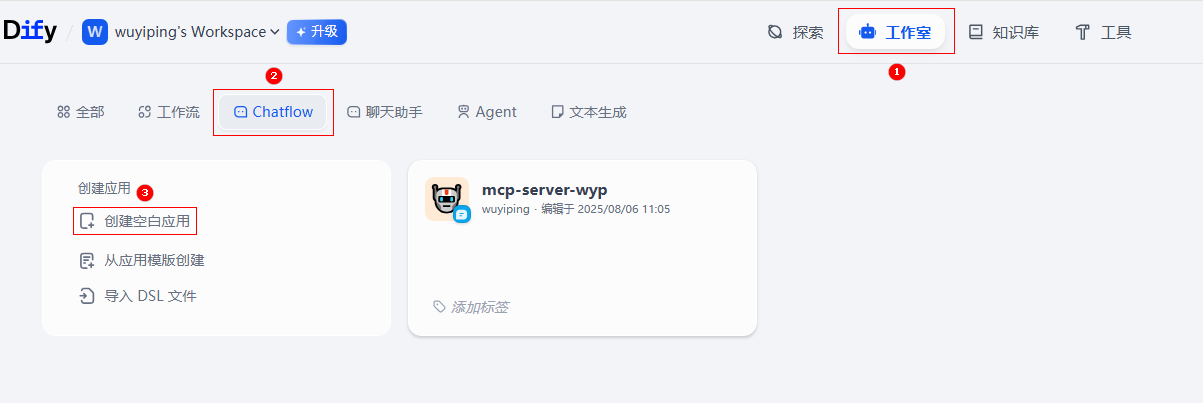 Dify / W wuyiping's Workspace 升级 探索 工作室 知识库 工具
2 1
全部 工作流 Chatflow 聊天助手 Agent 文本生成
创建应用 3
创建空白应用
从应用模版创建
导入 DSL 文件
mcp-server-wyp
wuyiping · 编辑于 2025/08/06 11:05
添加标签